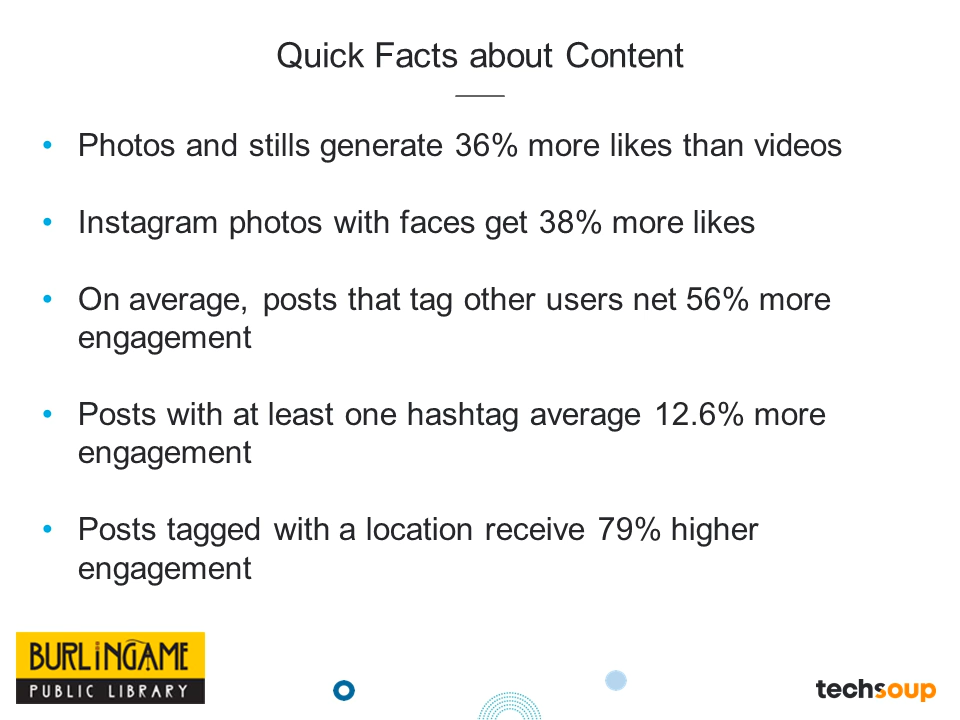 Quick Facts about Content
• Photos and stills generate 36% more likes than videos
• Instagram photos with faces get 38% more likes
• On average, posts that tag other users net 56% more
engagement
• Posts with at least one hashtag average 12.6% more
engagement
• Posts tagged with a location receive 79% higher
engagement
BURLiNGAME
PUBLIC LIBRARY
techsoup